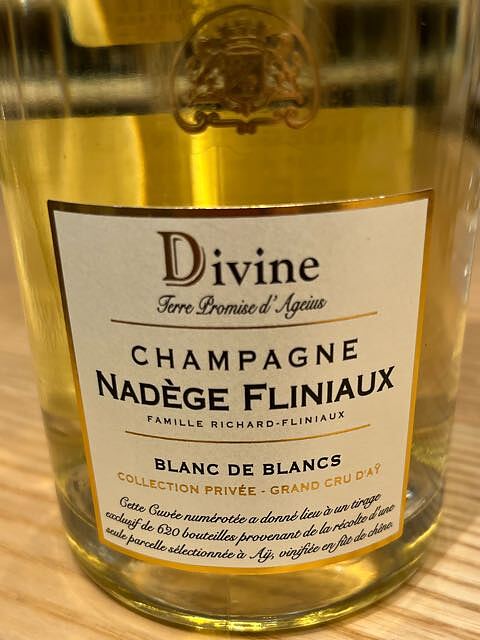 Divine
Terre Promise d'Ageius
CHAMPAGNE
NADÈGE FLINIAUX
FAMILLE RICHARD-FLINIAUX
BLANC DE BLANCS
COLLECTION PRIVÉE - GRAND CRU D'AŸ
Cette Cuvée numérotée a donné lieu à un tirage
exclusif de 620 bouteilles provenant de la récolte d'une
seule parcelle sélectionnée à Aÿ, vinifiée en fût de chêne.